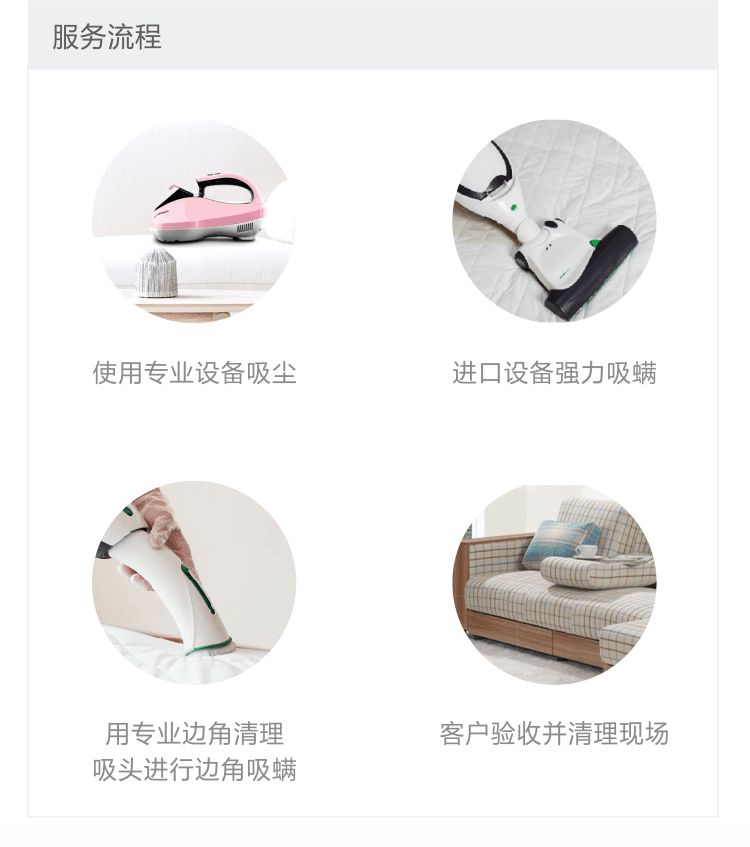 服务流程
使用专业设备吸尘
进口设备强力吸螨
用专业边角清理
吸头进行边角吸螨
客户验收并清理现场